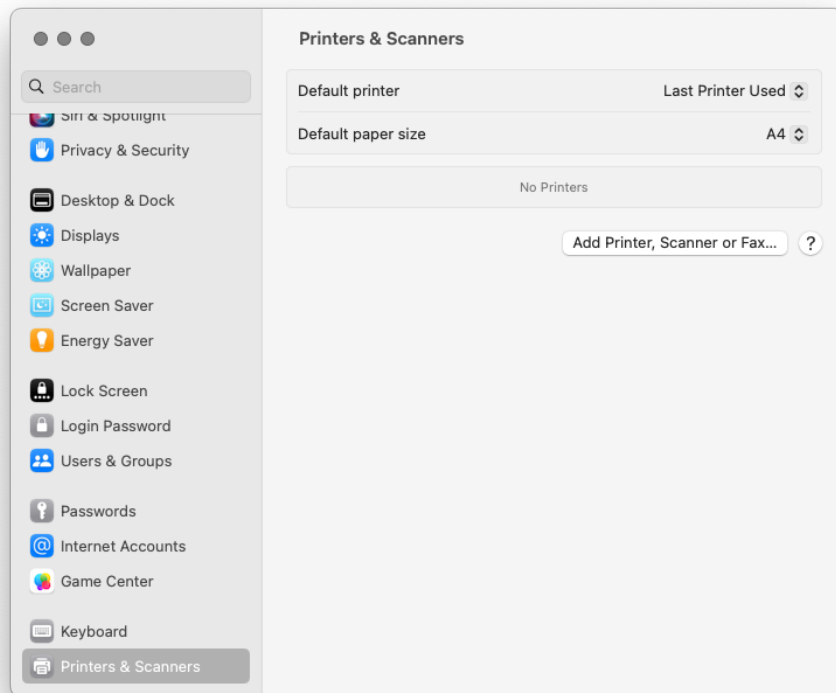 Printers & Scanners
Search
Siri & Spotlight
Privacy & Security
Desktop & Dock
Displays
Wallpaper
Screen Saver
Energy Saver
Lock Screen
Login Password
Users & Groups
Passwords
Internet Accounts
Game Center
Keyboard
Printers & Scanners
Default printer Last Printer Used
Default paper size A4
No Printers
Add Printer, Scanner or Fax... ?